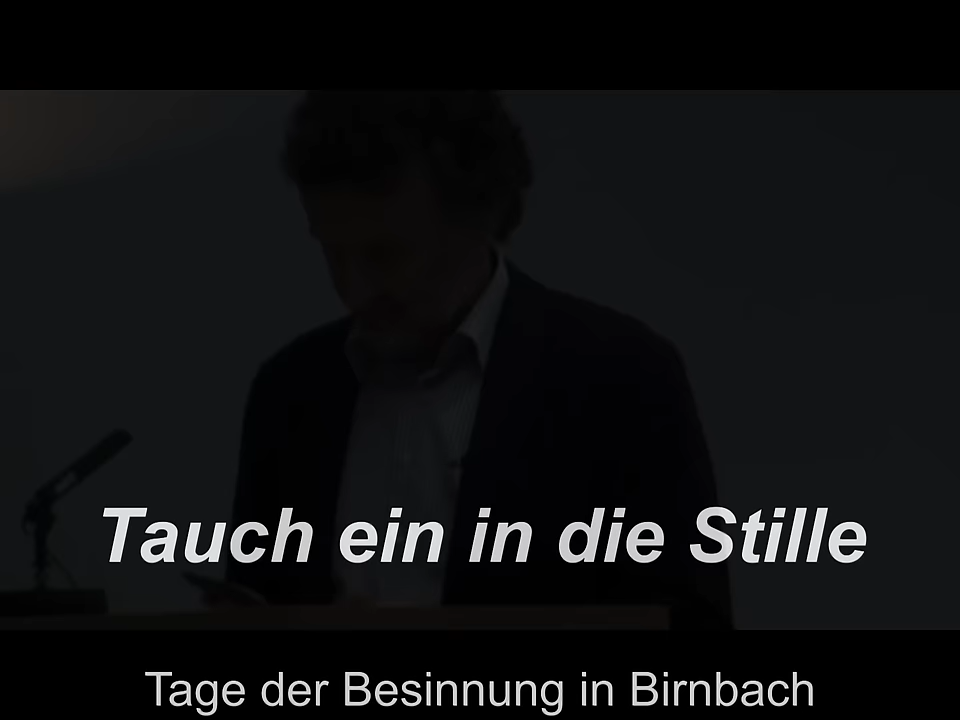 Tauch ein in die Stille
Tage der Besinnung in Birnbach